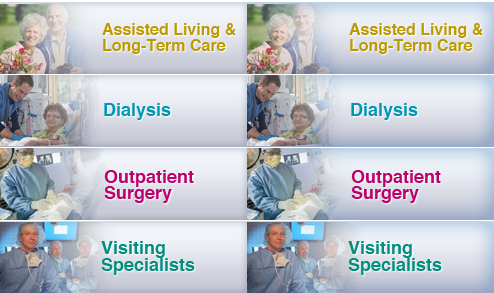 Assisted Living &
Long-Term Care
Assisted Living &
Long-Term Care
Dialysis
Dialysis
Outpatient
Surgery
Outpatient
Surgery
Visiting
Specialists
Visiting
Specialists